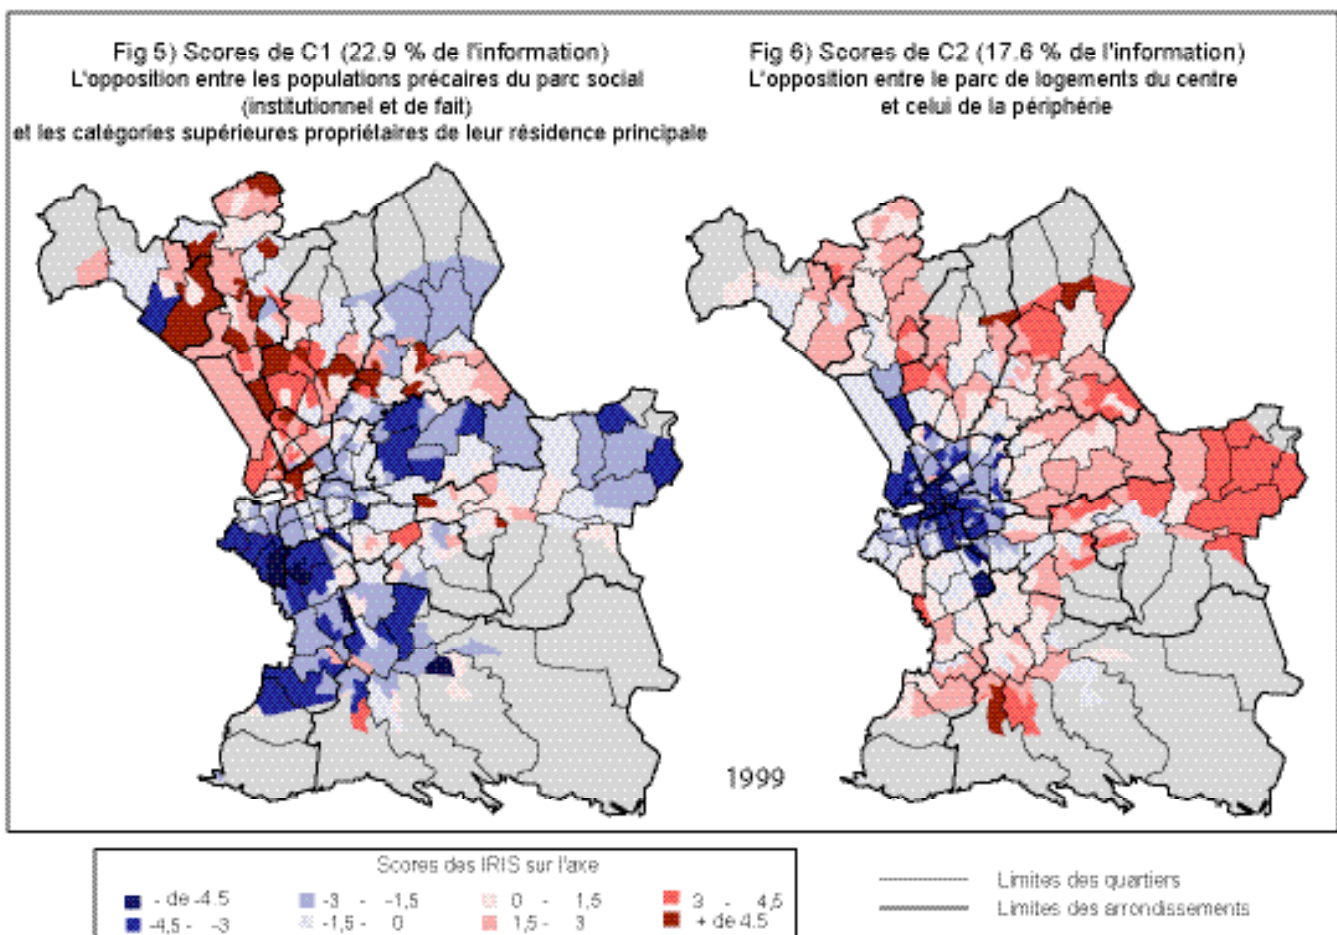 Fig 5) Scores de C1 (22.9 % de l'information)
L'opposition entre les populations précaires du parc social
(institutionnel et de fait)
et les catégories supérieures propriétaires de leur résidence principale
Fig 6) Scores de C2 (17.6 % de l'information)
L'opposition entre le parc de logements du centre
et celui de la périphérie
1999
Scores des IRIS sur l'axe
- de -4.5
-4,5 - -3
-3 - -1,5
-1,5 - 0
0 - 1,5
1,5 - 3
3 - 4,5
+ de 4.5
Limites des quartiers
Limites des arrondissements